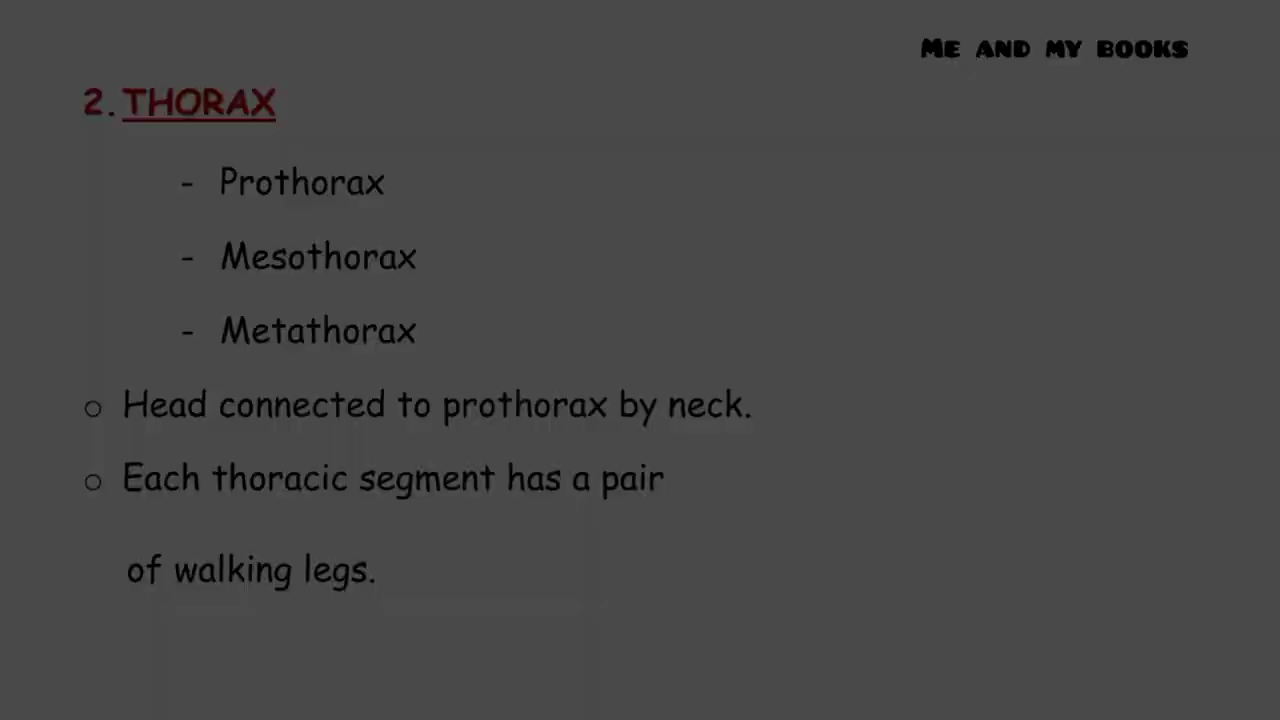 Me and my books
2. THORAX
- Prothorax
- Mesothorax
- Metathorax
o Head connected to prothorax by neck.
o Each thoracic segment has a pair
of walking legs.